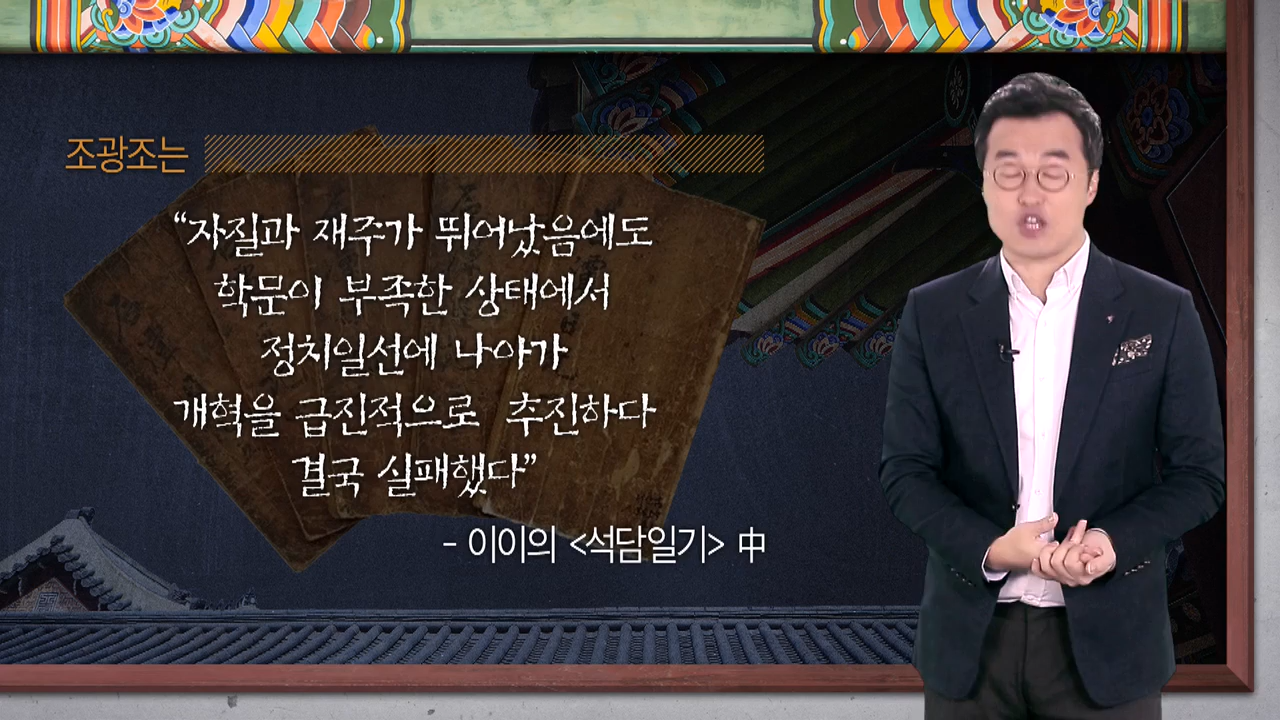 조광조는
“자질과 재주가 뛰어났음에도
학문이 부족한 상태에서
정치일선에 나아가
개혁을 급진적으로 추진하다
결국 실패했다”
- 이이의 <석담일기> 中